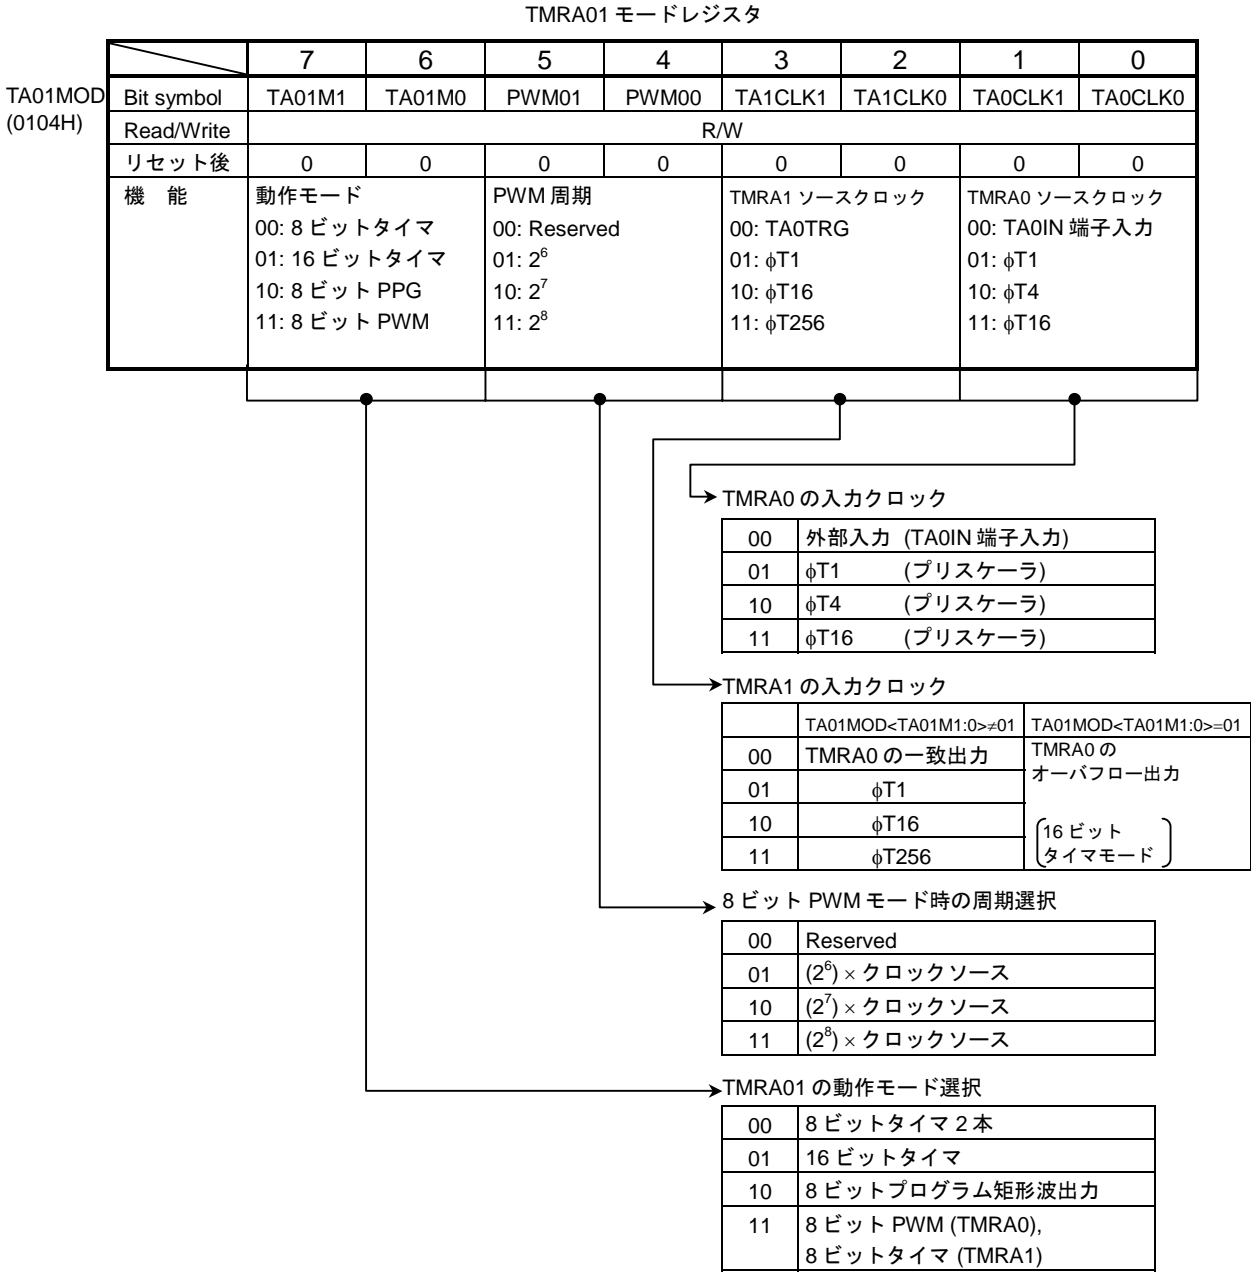 TMRA01 モードレジスタ
7 6 5 4 3 2 1 0
TA01MOD (0104H)
Bit symbol TA01M1 TA01M0 PWM01 PWM00 TA1CLK1 TA1CLK0 TA0CLK1 TA0CLK0
Read/Write R/W
リセット後 0 0 0 0 0 0 0 0
機 能 動作モード PWM 周期 TMRA1 ソースクロック TMRA0 ソースクロック
00: 8 ビットタイマ 00: Reserved 00: TA0TRG 00: TA0IN 端子入力
01: 16 ビットタイマ 01: 2⁶ 01: φT1 01: φT1
10: 8 ビット PPG 10: 2⁷ 10: φT16 10: φT4
11: 8 ビット PWM 11: 2⁸ 11: φT256 11: φT16
TMRA0 の入力クロック
00 外部入力 (TA0IN 端子入力)
01 φT1 (プリスケーラ)
10 φT4 (プリスケーラ)
11 φT16 (プリスケーラ)
TMRA1 の入力クロック
TA01MOD<TA01M1:0>≠01 TA01MOD<TA01M1:0>=01
00 TMRA0 の一致出力 TMRA0 の
オーバフロー出力
01 φT1
10 φT16 16 ビット
11 φT256 タイマモード
8 ビット PWM モード時の周期選択
00 Reserved
01 (2⁶) × クロックソース
10 (2⁷) × クロックソース
11 (2⁸) × クロックソース
TMRA01 の動作モード選択
00 8 ビットタイマ 2 本
01 16 ビットタイマ
10 8 ビットプログラム矩形波出力
11 8 ビット PWM (TMRA0),
8 ビットタイマ (TMRA1)